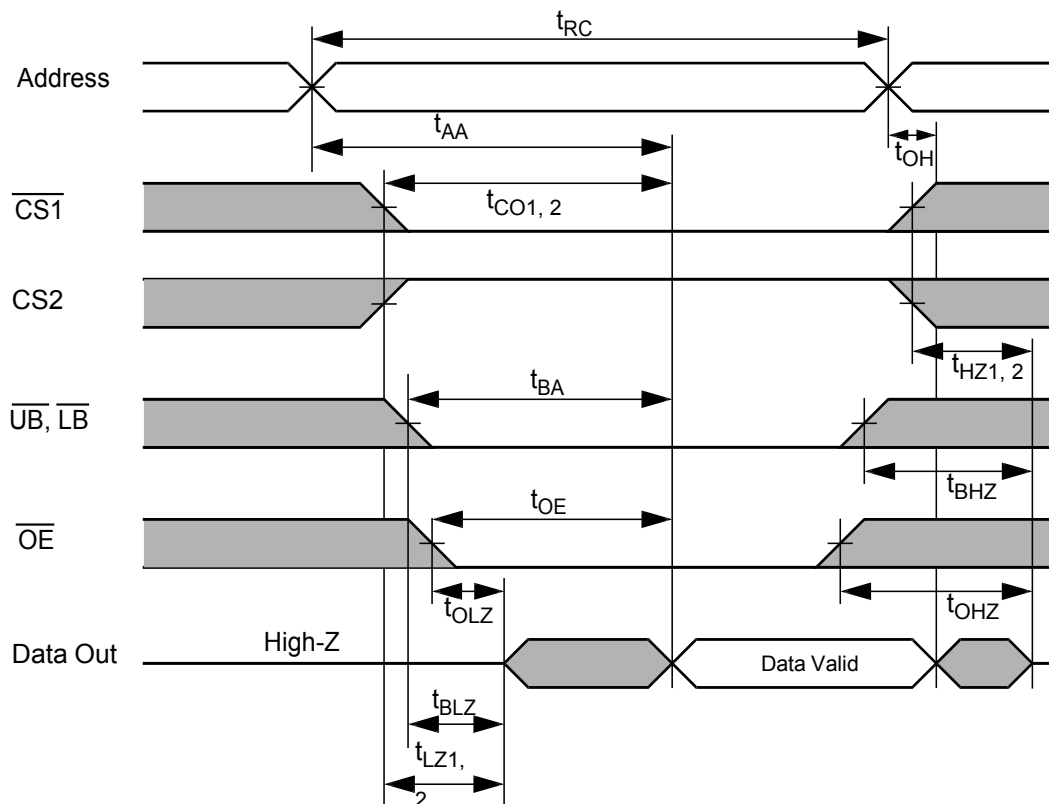 tRC
Address
tAA
tOH
CS1
tCO1, 2
CS2
tHZ1, 2
tBA
UB, LB
tBHZ
tOE
OE
tOLZ
tOHZ
High-Z
Data Out
Data Valid
tBLZ
tLZ1,
2